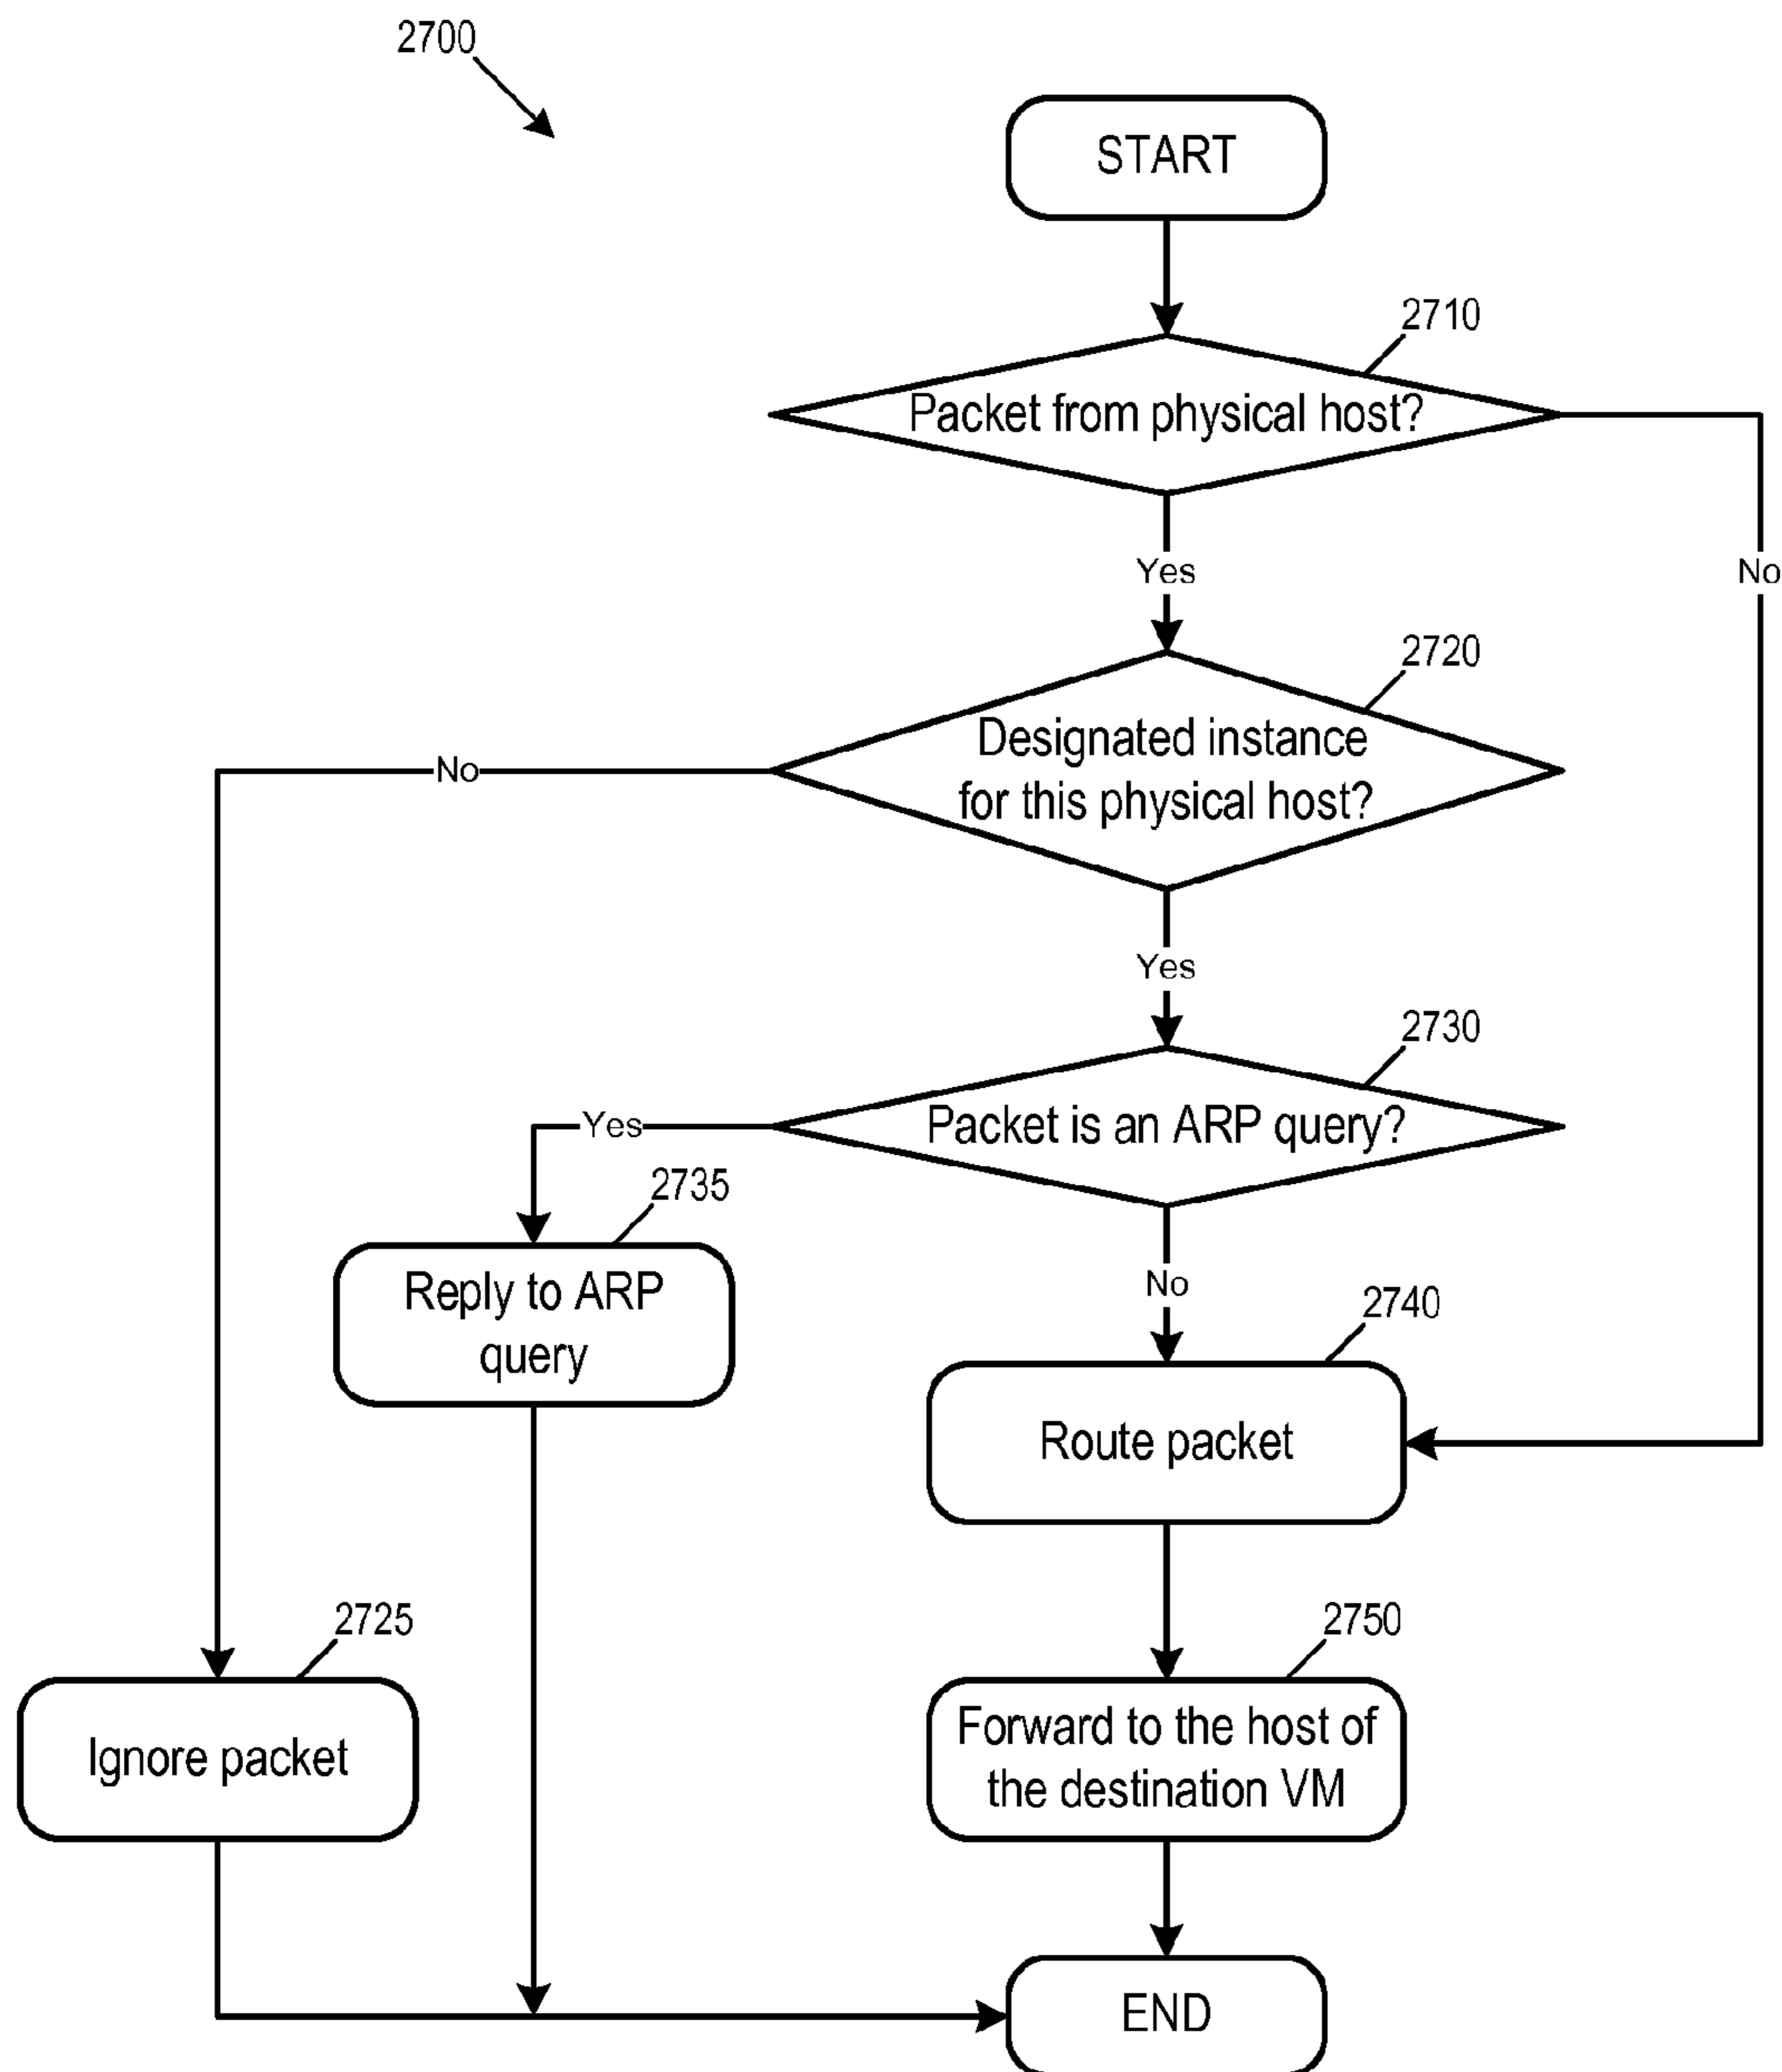 2700
START
2710
Packet from physical host?
Yes
No
2720
Designated instance
for this physical host?
No
Yes
2730
Packet is an ARP query?
Yes
2735
Reply to ARP
query
No
2740
Route packet
2725
Ignore packet
2750
Forward to the host of
the destination VM
END